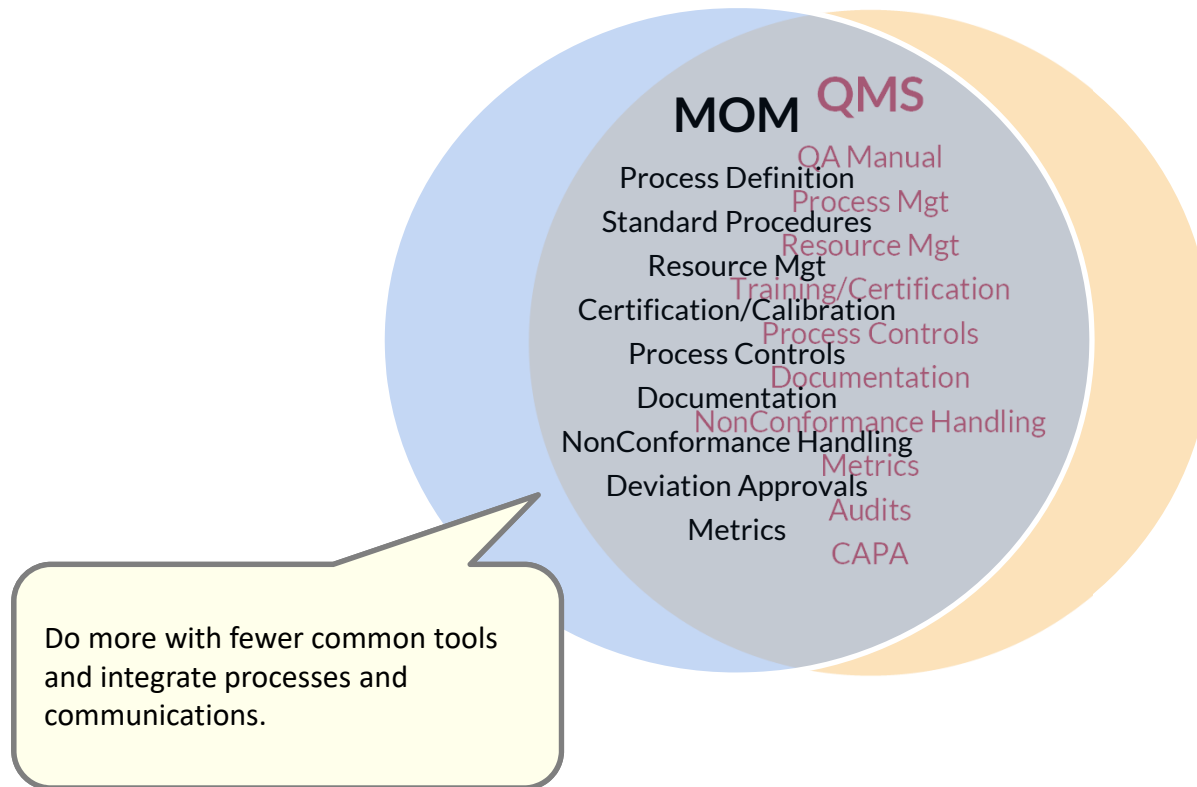 MOM
Process Definition
Standard Procedures
Resource Mgt
Certification/Calibration
Process Controls
Documentation
NonConformance Handling
Deviation Approvals
Metrics
QMS
QA Manual
Process Mgt
Resource Mgt
Training/Certification
Process Controls
Documentation
NonConformance Handling
Metrics
Audits
CAPA
Do more with fewer common tools
and integrate processes and
communications.